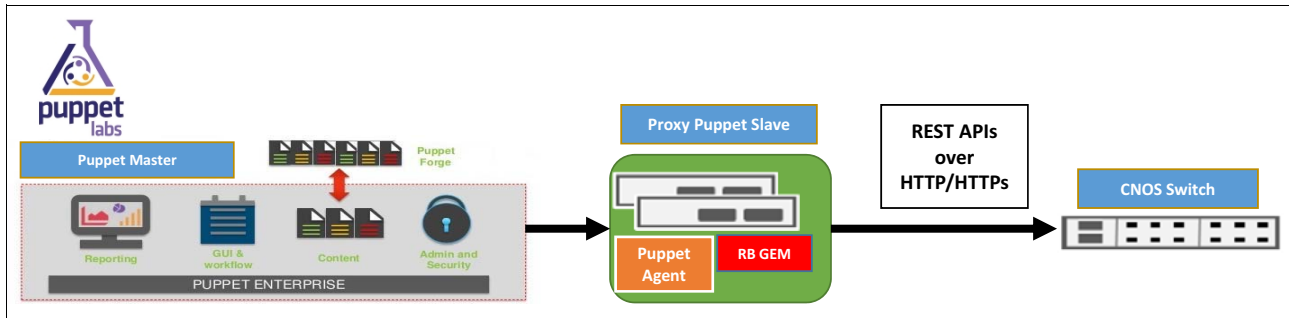 puppet
labs
Puppet Master
Puppet
Forge
Reporting
GUI &
workflow
Content
Admin and
Security
PUPPET ENTERPRISE
Proxy Puppet Slave
Puppet
Agent
RB GEM
REST APIs
over
HTTP/HTTPs
CNOS Switch